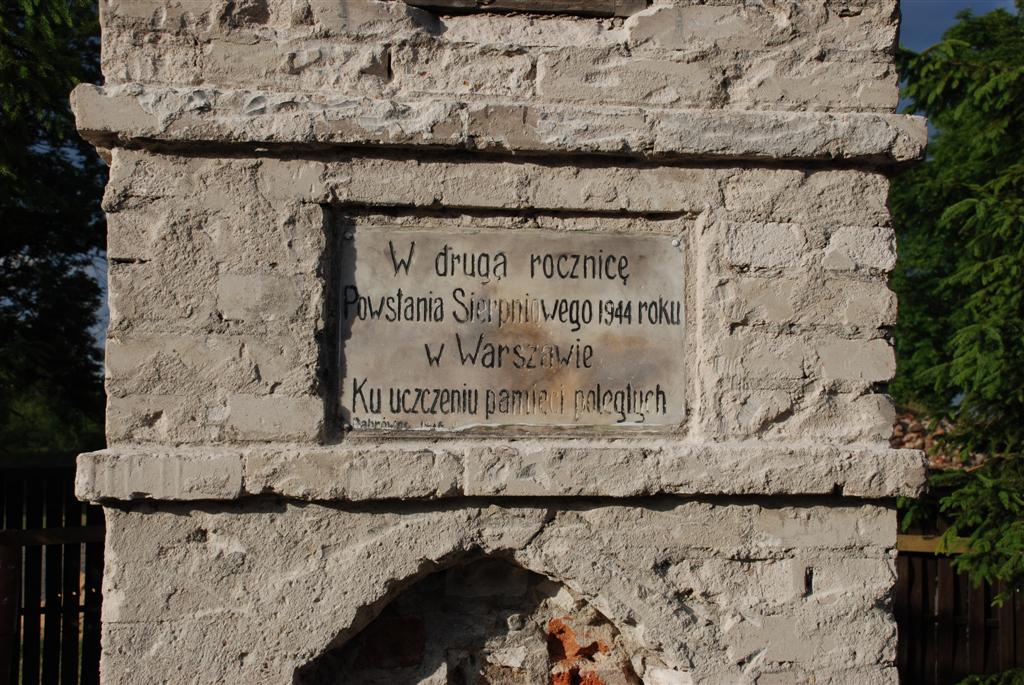 W drugą rocznicę
Powstania Sierpniowego 1944 roku
w Warszawie
Ku uczczeniu pamięci poległych